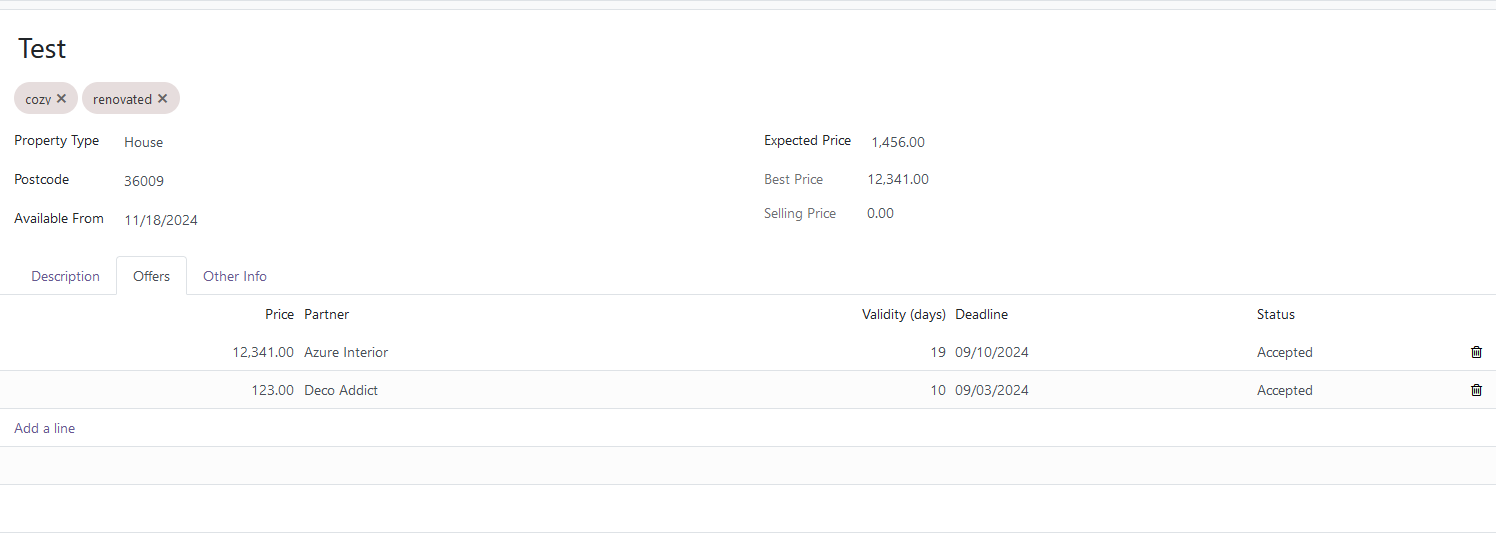 Test
cozy ✕ renovated ✕
Property Type House
Expected Price 1,456.00
Postcode 36009
Best Price 12,341.00
Available From 11/18/2024
Selling Price 0.00
Description Offers Other Info
Price Partner Validity (days) Deadline Status
12,341.00 Azure Interior 19 09/10/2024 Accepted
123.00 Deco Addict 10 09/03/2024 Accepted
Add a line